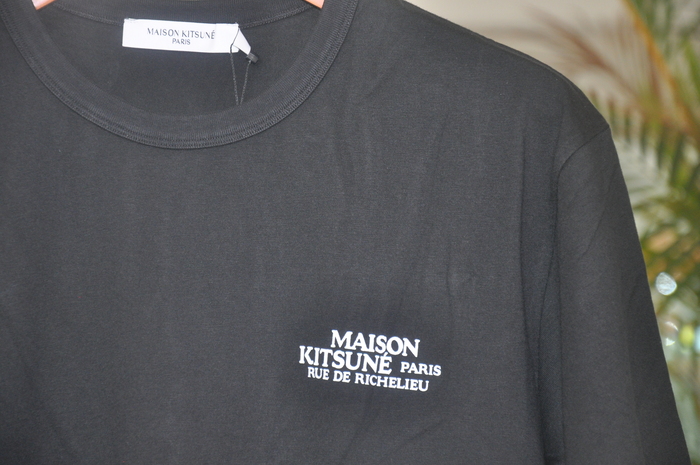 MAISON KITSUNÉ
PARIS
MAISON
KITSUNÉ PARIS
RUE DE RICHELIEU